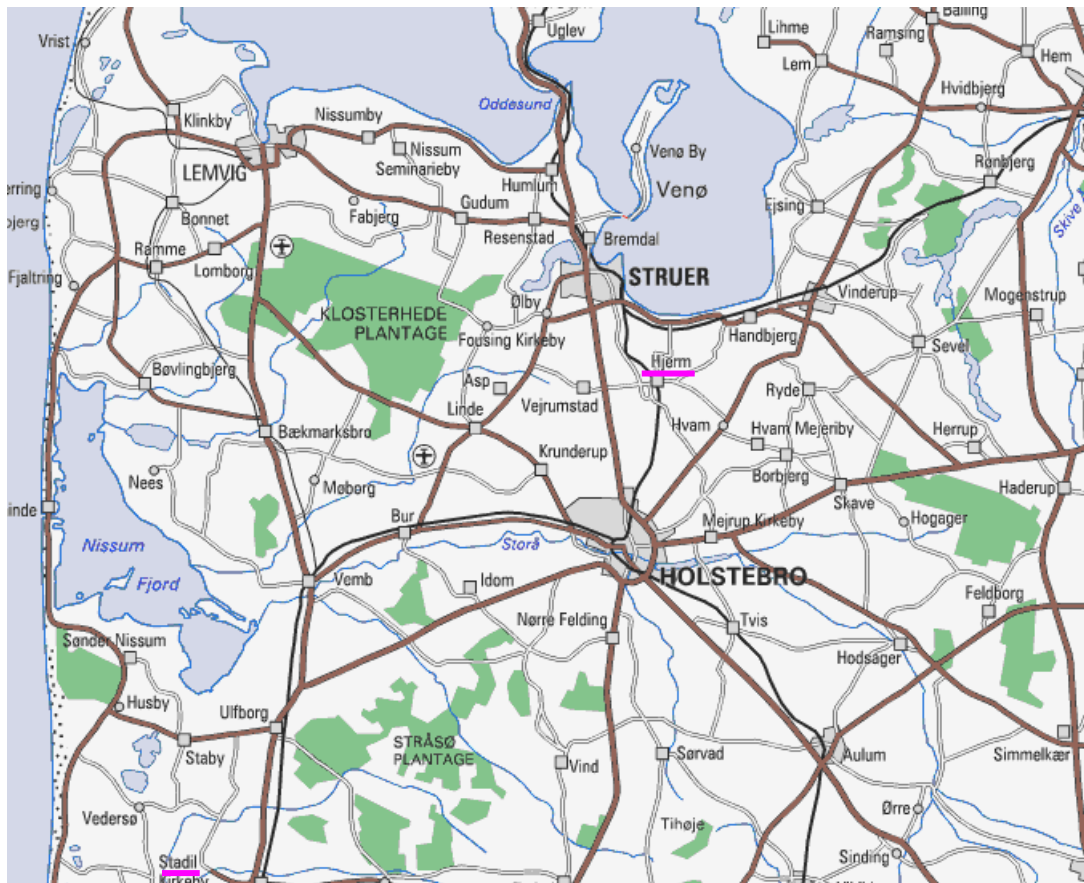 Uglev
Balling
Lihme
Ramsing
Vrist
Lem
Hem
Oddesund
Hvidbjerg
Klinkby
Nissumby
Nissum
Seminarieby
Venø By
LEMVIG
Humlum
Rønbjerg
Venø
Fabjerg
Gudum
Ejsing
Bonnet
Resenstad
Bremdal
Skive
Ramme
Lomborg
Fjaltring
STRUER
Vinderup
Mogenstrup
Ølby
KLOSTERHEDE
PLANTAGE
Fousing Kirkeby
Handbjerg
Sevel
Hjerm
Bøvlingbjerg
Asp
Vejrumstad
Ryde
Linde
Hvam
Hvam Mejeriby
Herrup
Bækmarksbro
Krunderup
Borbjerg
Nees
Møborg
Haderup
Skave
Hogager
inde
Bur
Mejrup Kirkeby
Nissum
Fjord
Storå
Vemb
Idom
HOLSTEBRO
Feldborg
Nørre Felding
Tvis
Sønder Nissum
Hodsager
Husby
Ulfborg
STRÅSØ
PLANTAGE
Staby
Vind
Sørvad
Aulum
Simmelkær
Vedersø
Ørre
Tihøje
Stadil
Kirkeby
Sinding